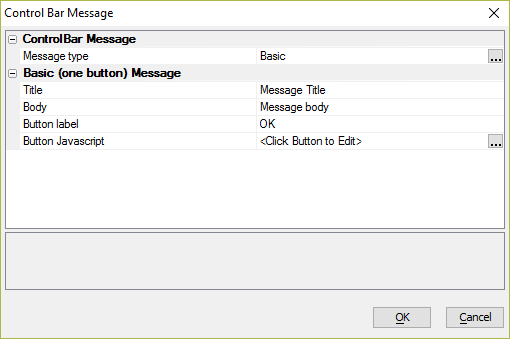 Control Bar Message
ControlBar Message
Message type Basic ...
Basic (one button) Message
Title Message Title
Body Message body
Button label OK
Button Javascript <Click Button to Edit> ...
OK Cancel